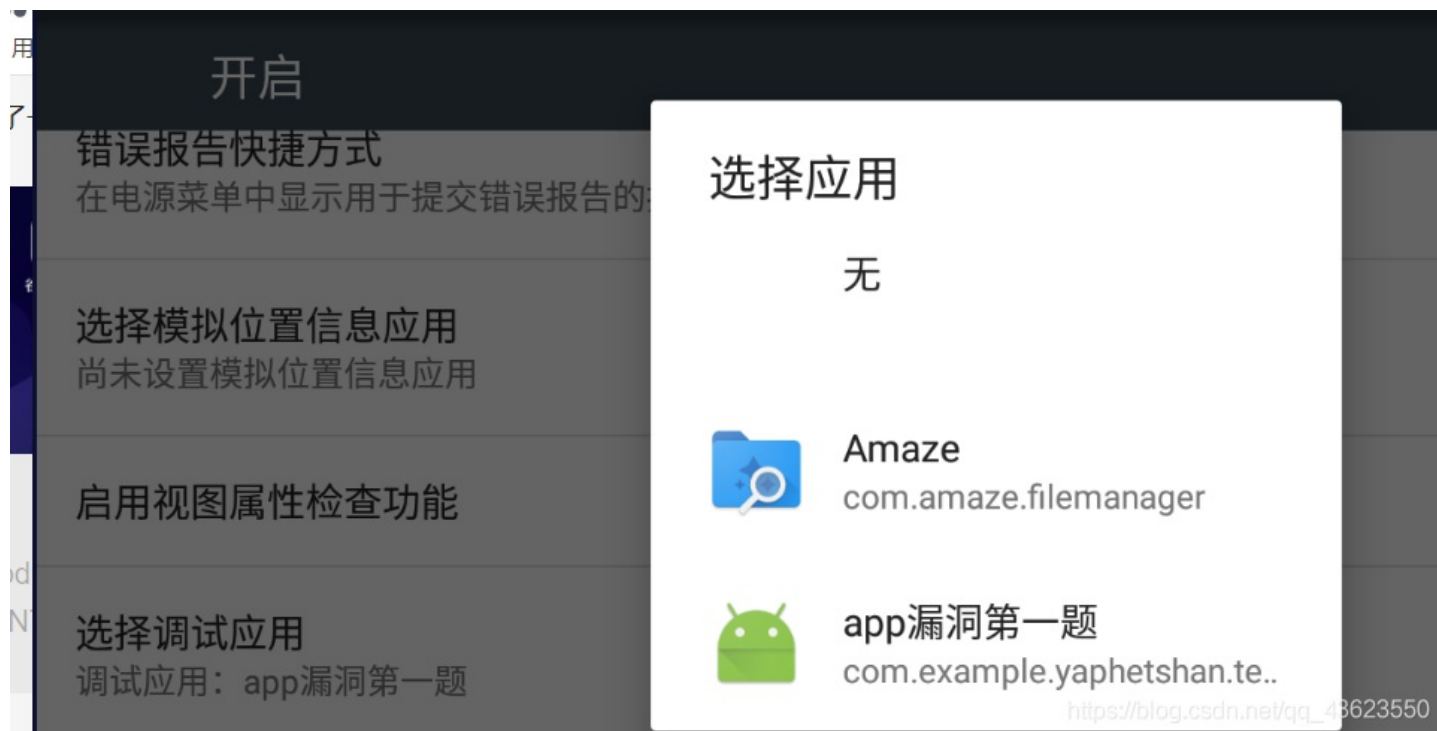 用
开启
了
错误报告快捷方式
在电源菜单中显示用于提交错误报告的
选择模拟位置信息应用
尚未设置模拟位置信息应用
启用视图属性检查功能
选择调试应用
调试应用：app漏洞第一题
选择应用
无
Amaze
com.amaze.filemanager
app漏洞第一题
com.example.yaphetshan.te..
https://blog.csdn.net/qq_43623550